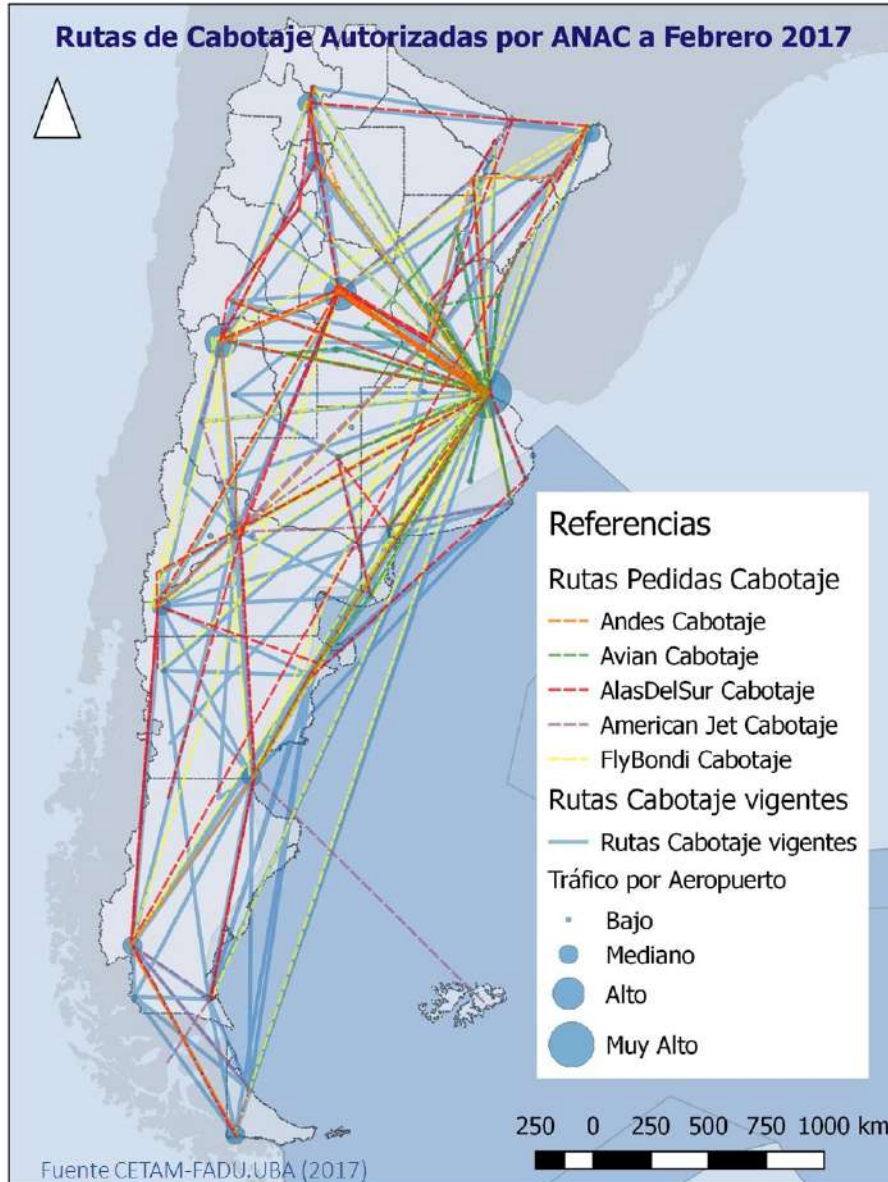 Rutas de Cabotaje Autorizadas por ANAC a Febrero 2017
Referencias
Rutas Pedidas Cabotaje
Andes Cabotaje
Avian Cabotaje
AlasDelSur Cabotaje
American Jet Cabotaje
FlyBondi Cabotaje
Rutas Cabotaje vigentes
Rutas Cabotaje vigentes
Tráfico por Aeropuerto
Bajo
Mediano
Alto
Muy Alto
250 0 250 500 750 1000 km
Fuente CETAM-FADU.UBA (2017)